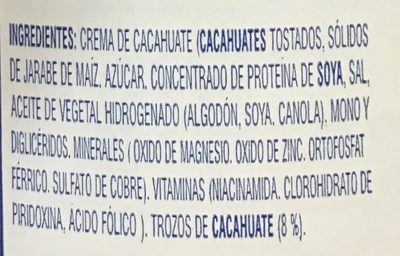 INGREDIENTES: CREMA DE CACAHUATE (CACAHUATES TOSTADOS, SÓLIDOS
DE JARABE DE MAÍZ, AZÚCAR, CONCENTRADO DE PROTEÍNA DE SOYA, SAL,
ACEITE DE VEGETAL HIDROGENADO (ALGODÓN, SOYA, CANOLA), MONO Y
DIGLICÉRIDOS, MINERALES ( ÓXIDO DE MAGNESIO, OXIDO DE ZINC, ORTOFOSFAT
FÉRRICO, SULFATO DE COBRE), VITAMINAS (NIACINAMIDA, CLOROHIDRATO DE
PIRIDOXINA, ÁCIDO FÓLICO ), TROZOS DE CACAHUATE (8 %).